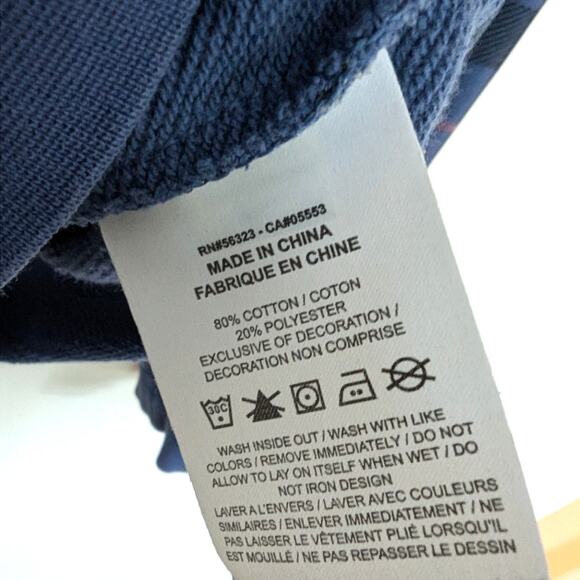 RN#56323 - CA#05553
MADE IN CHINA
FABRIQUE EN CHINE
80% COTTON / COTON
20% POLYESTER
EXCLUSIVE OF DECORATION /
DECORATION NON COMPRISE
30C
WASH INSIDE OUT / WASH WITH LIKE
COLORS / REMOVE IMMEDIATELY / DO NOT
ALLOW TO LAY ON ITSELF WHEN WET / DO
NOT IRON DESIGN
LAVER A L'ENVERS / LAVER AVEC COULEURS
SIMILAIRES / ENLEVER IMMEDIATEMENT / NE
PAS LAISSER LE VÊTEMENT PLIÉ LORSQU'IL
EST MOUILLÉ / NE PAS REPASSER LE DESSIN